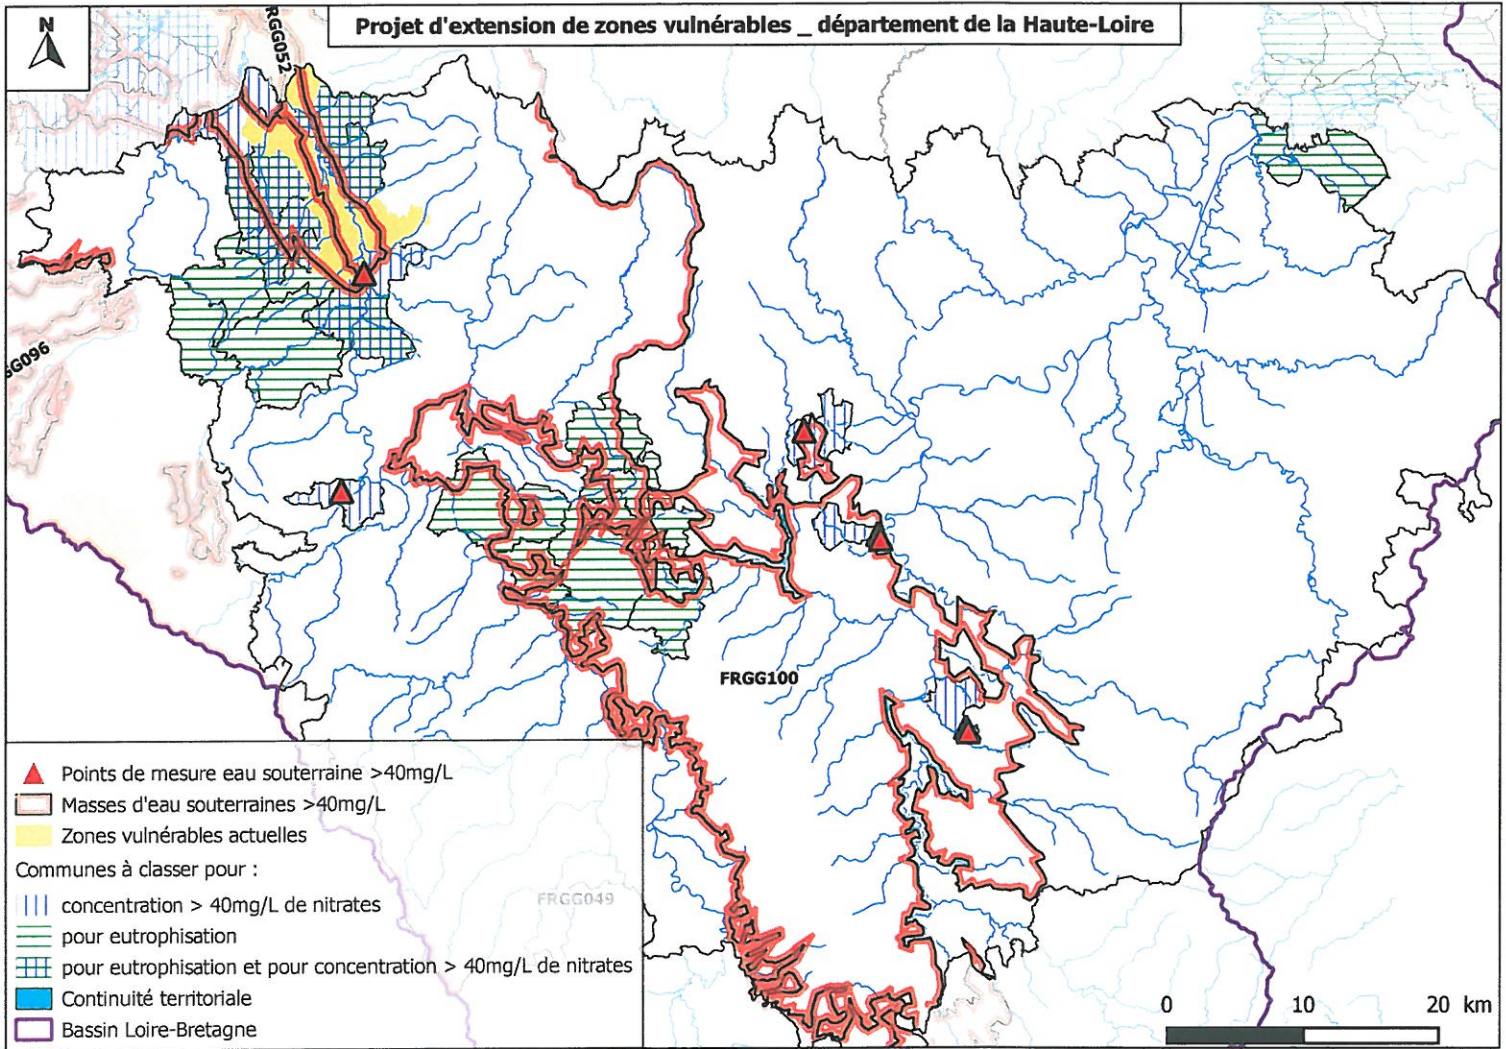 Projet d'extension de zones vulnérables _ département de la Haute-Loire
N
RGG052
GG096
FRGG100
FRGG049
Points de mesure eau souterraine >40mg/L
Masses d'eau souterraines >40mg/L
Zones vulnérables actuelles
Communes à classer pour :
concentration > 40mg/L de nitrates
pour eutrophisation
pour eutrophisation et pour concentration > 40mg/L de nitrates
Continuité territoriale
Bassin Loire-Bretagne
0 10 20 km